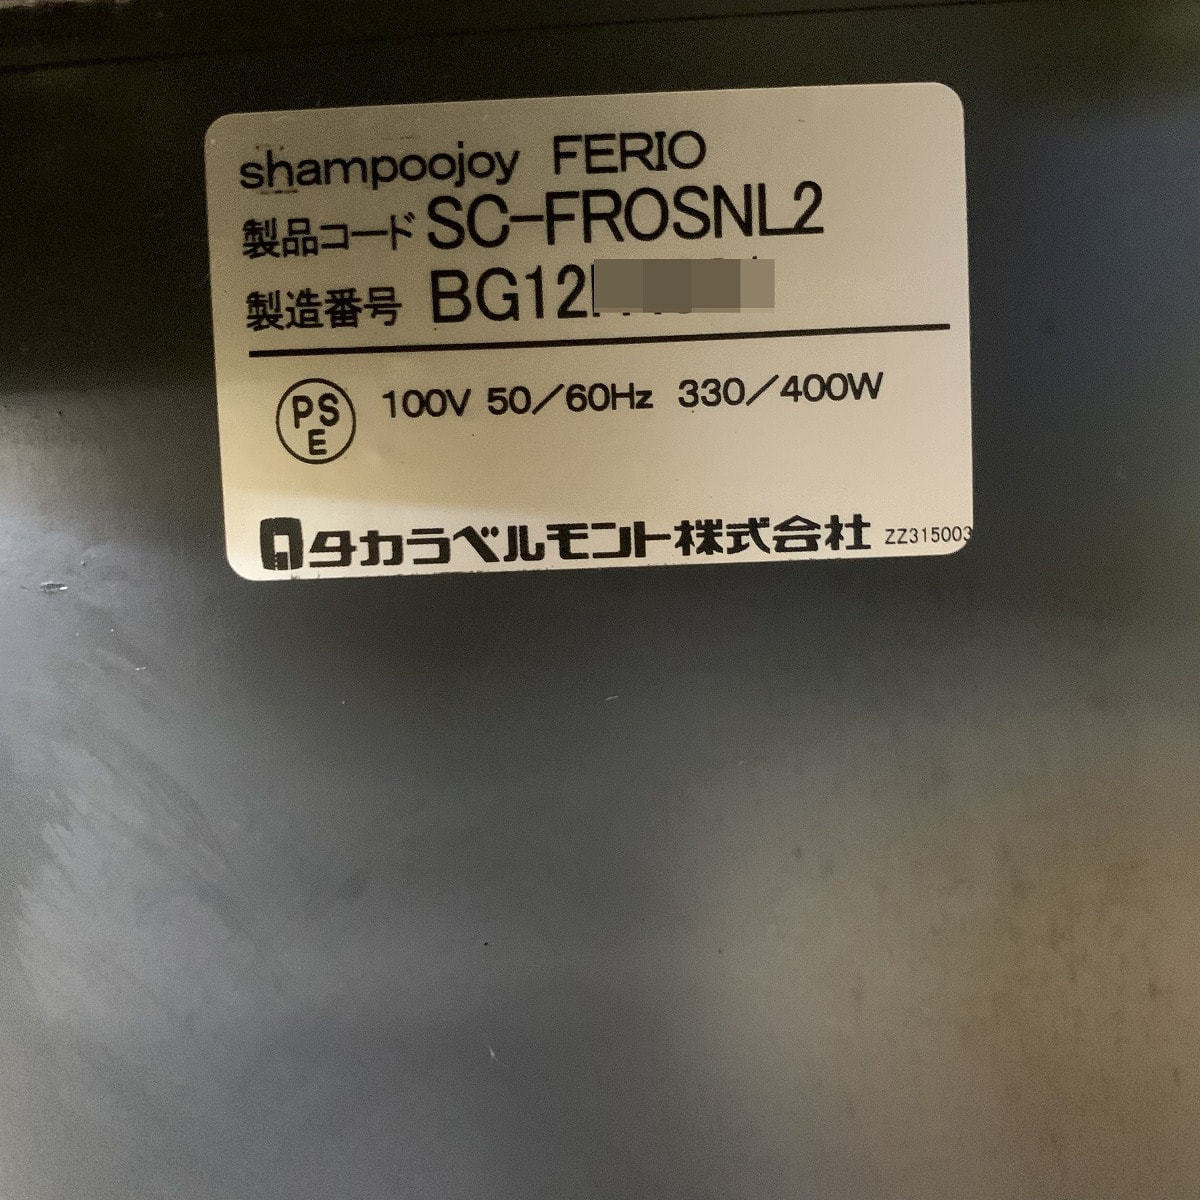 shampoojoy FERIO
製品コード SC-FROSNL2
製造番号 BG12
PS
E
100V 50/60Hz 330/400W
タカラベルモント株式会社 ZZ315003